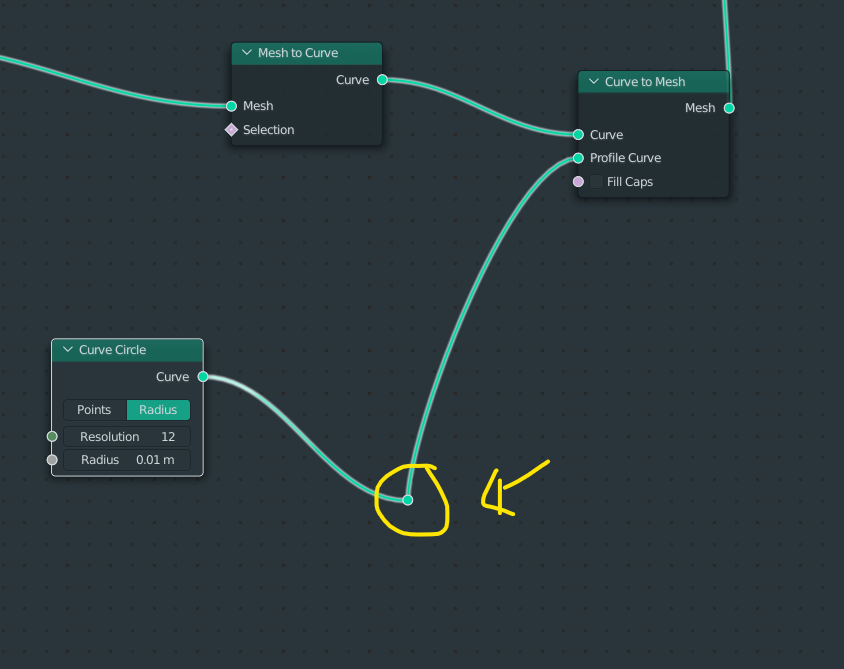 Mesh to Curve
Curve
Mesh
Selection
Curve to Mesh
Mesh
Curve
Profile Curve
Fill Caps
Curve Circle
Curve
Points Radius
Resolution 12
Radius 0.01 m